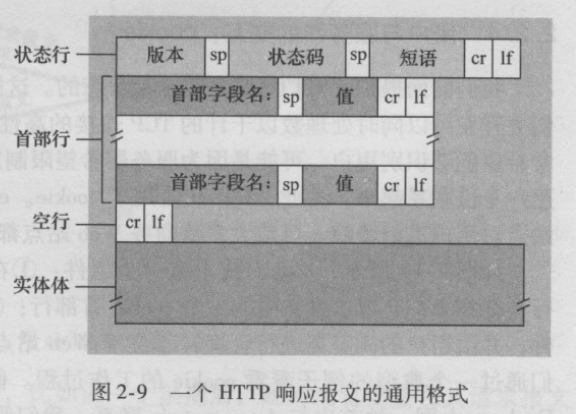 状态行 版本 sp 状态码 sp 短语 cr lf
首部字段名: sp 值 cr lf
首部行
首部字段名: sp 值 cr lf
空行 cr lf
实体体
图 2-9 一个 HTTP 响应报文的通用格式